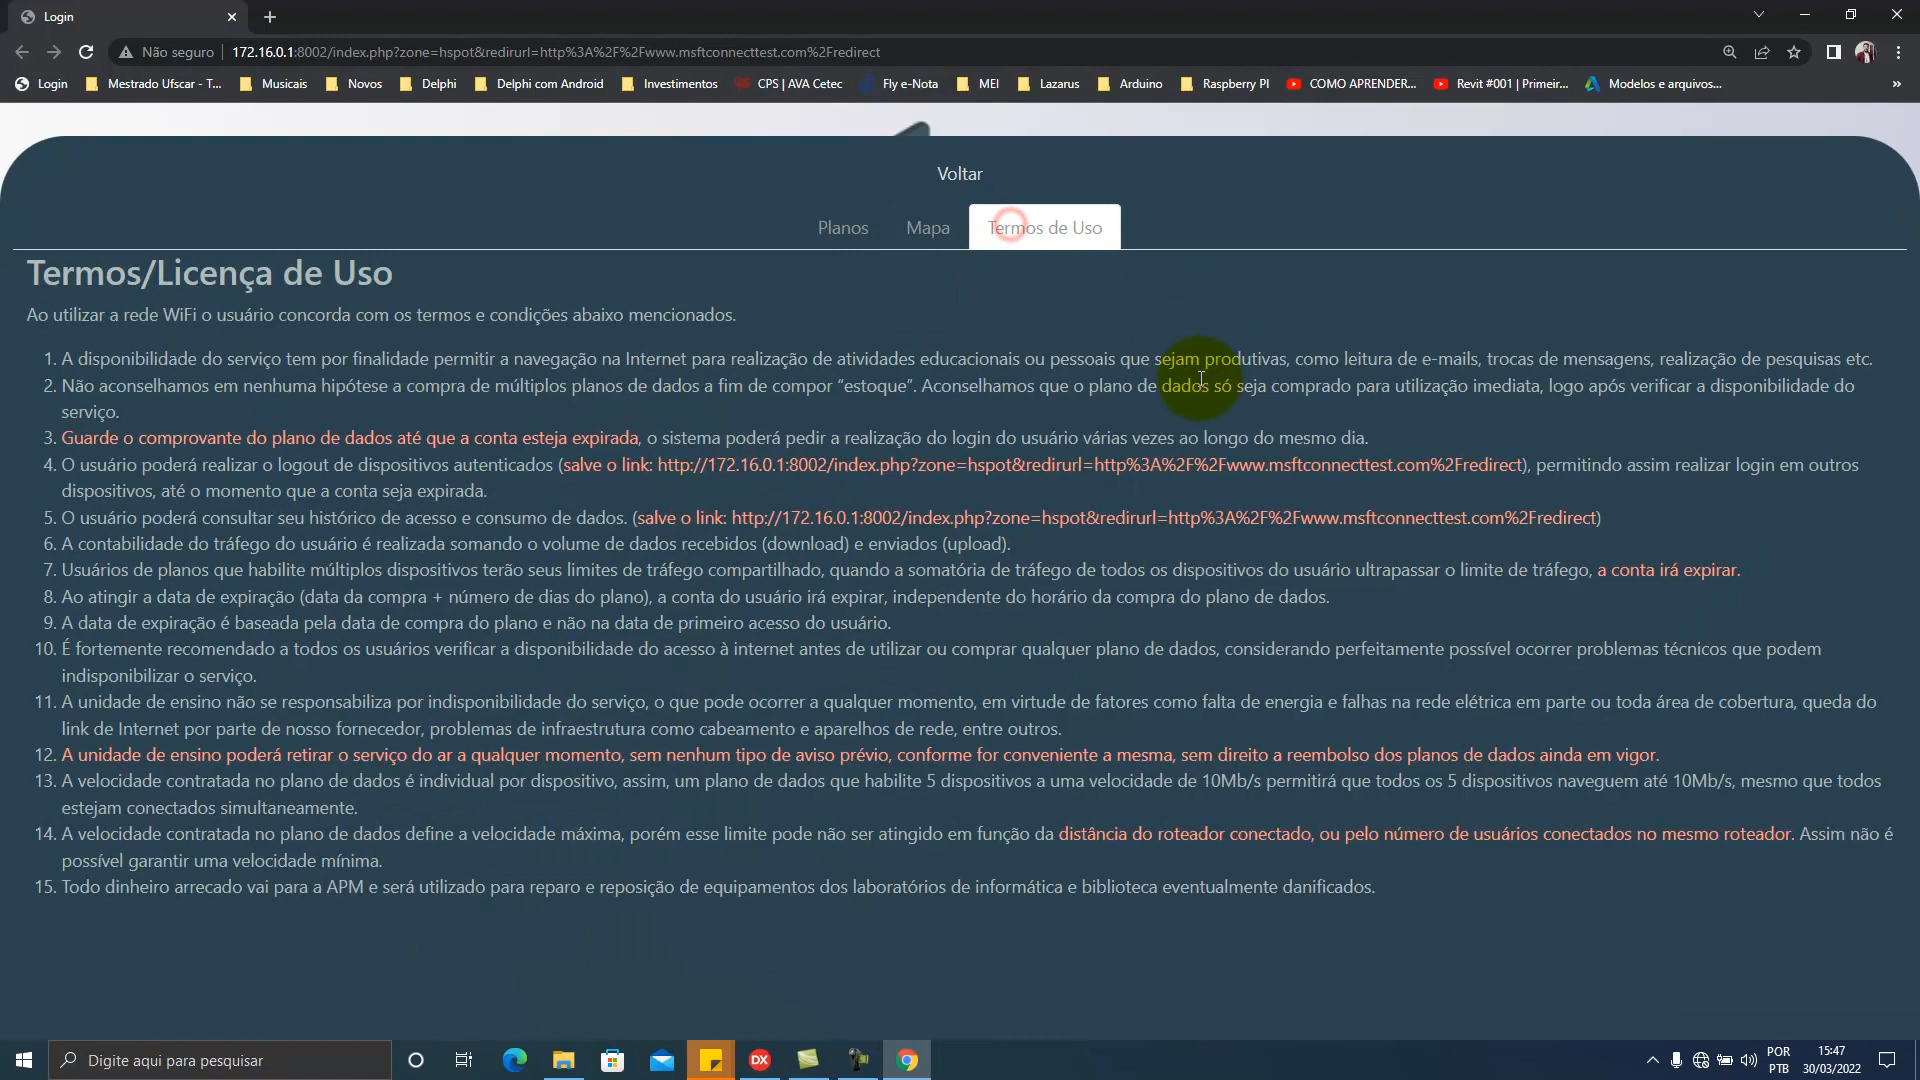 Login
Não seguro
172.16.0.1:8002/index.php?zone=hspot&redirurl=http%3A%2F%2Fwww.msftconnecttest.com%2Fredirect
Login
Mestrado Ufscar - T...
Musicais
Novos
Delphi
Delphi com Android
Investimentos
CPS | AVA Cetec
Fly e-Nota
MEI
Lazarus
Arduino
Raspberry PI
COMO APRENDER...
Revit #001 | Primeir...
Modelos e arquivos...
»
Voltar
Planos
Mapa
Termos de Uso
Termos/Licença de Uso
Ao utilizar a rede WiFi o usuário concorda com os termos e condições abaixo mencionados.
1. A disponibilidade do serviço tem por finalidade permitir a navegação na Internet para realização de atividades educacionais ou pessoais que sejam produtivas, como leitura de e-mails, trocas de mensagens, realização de pesquisas etc.
2. Não aconselhamos em nenhuma hipótese a compra de múltiplos planos de dados a fim de compor “estoque”. Aconselhamos que o plano de dados só seja comprado para utilização imediata, logo após verificar a disponibilidade do
serviço.
3. Guarde o comprovante do plano de dados até que a conta esteja expirada, o sistema poderá pedir a realização do login do usuário várias vezes ao longo do mesmo dia.
4. O usuário poderá realizar o logout de dispositivos autenticados (salve o link: http://172.16.0.1:8002/index.php?zone=hspot&redirurl=http%3A%2F%2Fwww.msftconnecttest.com%2Fredirect), permitindo assim realizar login em outros
dispositivos, até o momento que a conta seja expirada.
5. O usuário poderá consultar seu histórico de acesso e consumo de dados. (salve o link: http://172.16.0.1:8002/index.php?zone=hspot&redirurl=http%3A%2F%2Fwww.msftconnecttest.com%2Fredirect)
6. A contabilidade do tráfego do usuário é realizada somando o volume de dados recebidos (download) e enviados (upload).
7. Usuários de planos que habilite múltiplos dispositivos terão seus limites de tráfego compartilhado, quando a somatória de tráfego de todos os dispositivos do usuário ultrapassar o limite de tráfego, a conta irá expirar.
8. Ao atingir a data de expiração (data da compra + número de dias do plano), a conta do usuário irá expirar, independente do horário da compra do plano de dados.
9. A data de expiração é baseada pela data de compra do plano e não na data de primeiro acesso do usuário.
10. É fortemente recomendado a todos os usuários verificar a disponibilidade do acesso à internet antes de utilizar ou comprar qualquer plano de dados, considerando perfeitamente possível ocorrer problemas técnicos que podem
indisponibilizar o serviço.
11. A unidade de ensino não se responsabiliza por indisponibilidade do serviço, o que pode ocorrer a qualquer momento, em virtude de fatores como falta de energia e falhas na rede elétrica em parte ou toda área de cobertura, queda do
link de Internet por parte de nosso fornecedor, problemas de infraestrutura como cabeamento e aparelhos de rede, entre outros.
12. A unidade de ensino poderá retirar o serviço do ar a qualquer momento, sem nenhum tipo de aviso prévio, conforme for conveniente a mesma, sem direito a reembolso dos planos de dados ainda em vigor.
13. A velocidade contratada no plano de dados é individual por dispositivo, assim, um plano de dados que habilite 5 dispositivos a uma velocidade de 10Mb/s permitirá que todos os 5 dispositivos naveguem até 10Mb/s, mesmo que todos
estejam conectados simultaneamente.
14. A velocidade contratada no plano de dados define a velocidade máxima, porém esse limite pode não ser atingido em função da distância do roteador conectado, ou pelo número de usuários conectados no mesmo roteador. Assim não é
possível garantir uma velocidade mínima.
15. Todo dinheiro arrecado vai para a APM e será utilizado para reparo e reposição de equipamentos dos laboratórios de informática e biblioteca eventualmente danificados.
Digite aqui para pesquisar
DX
POR
PTB
15:47
30/03/2022